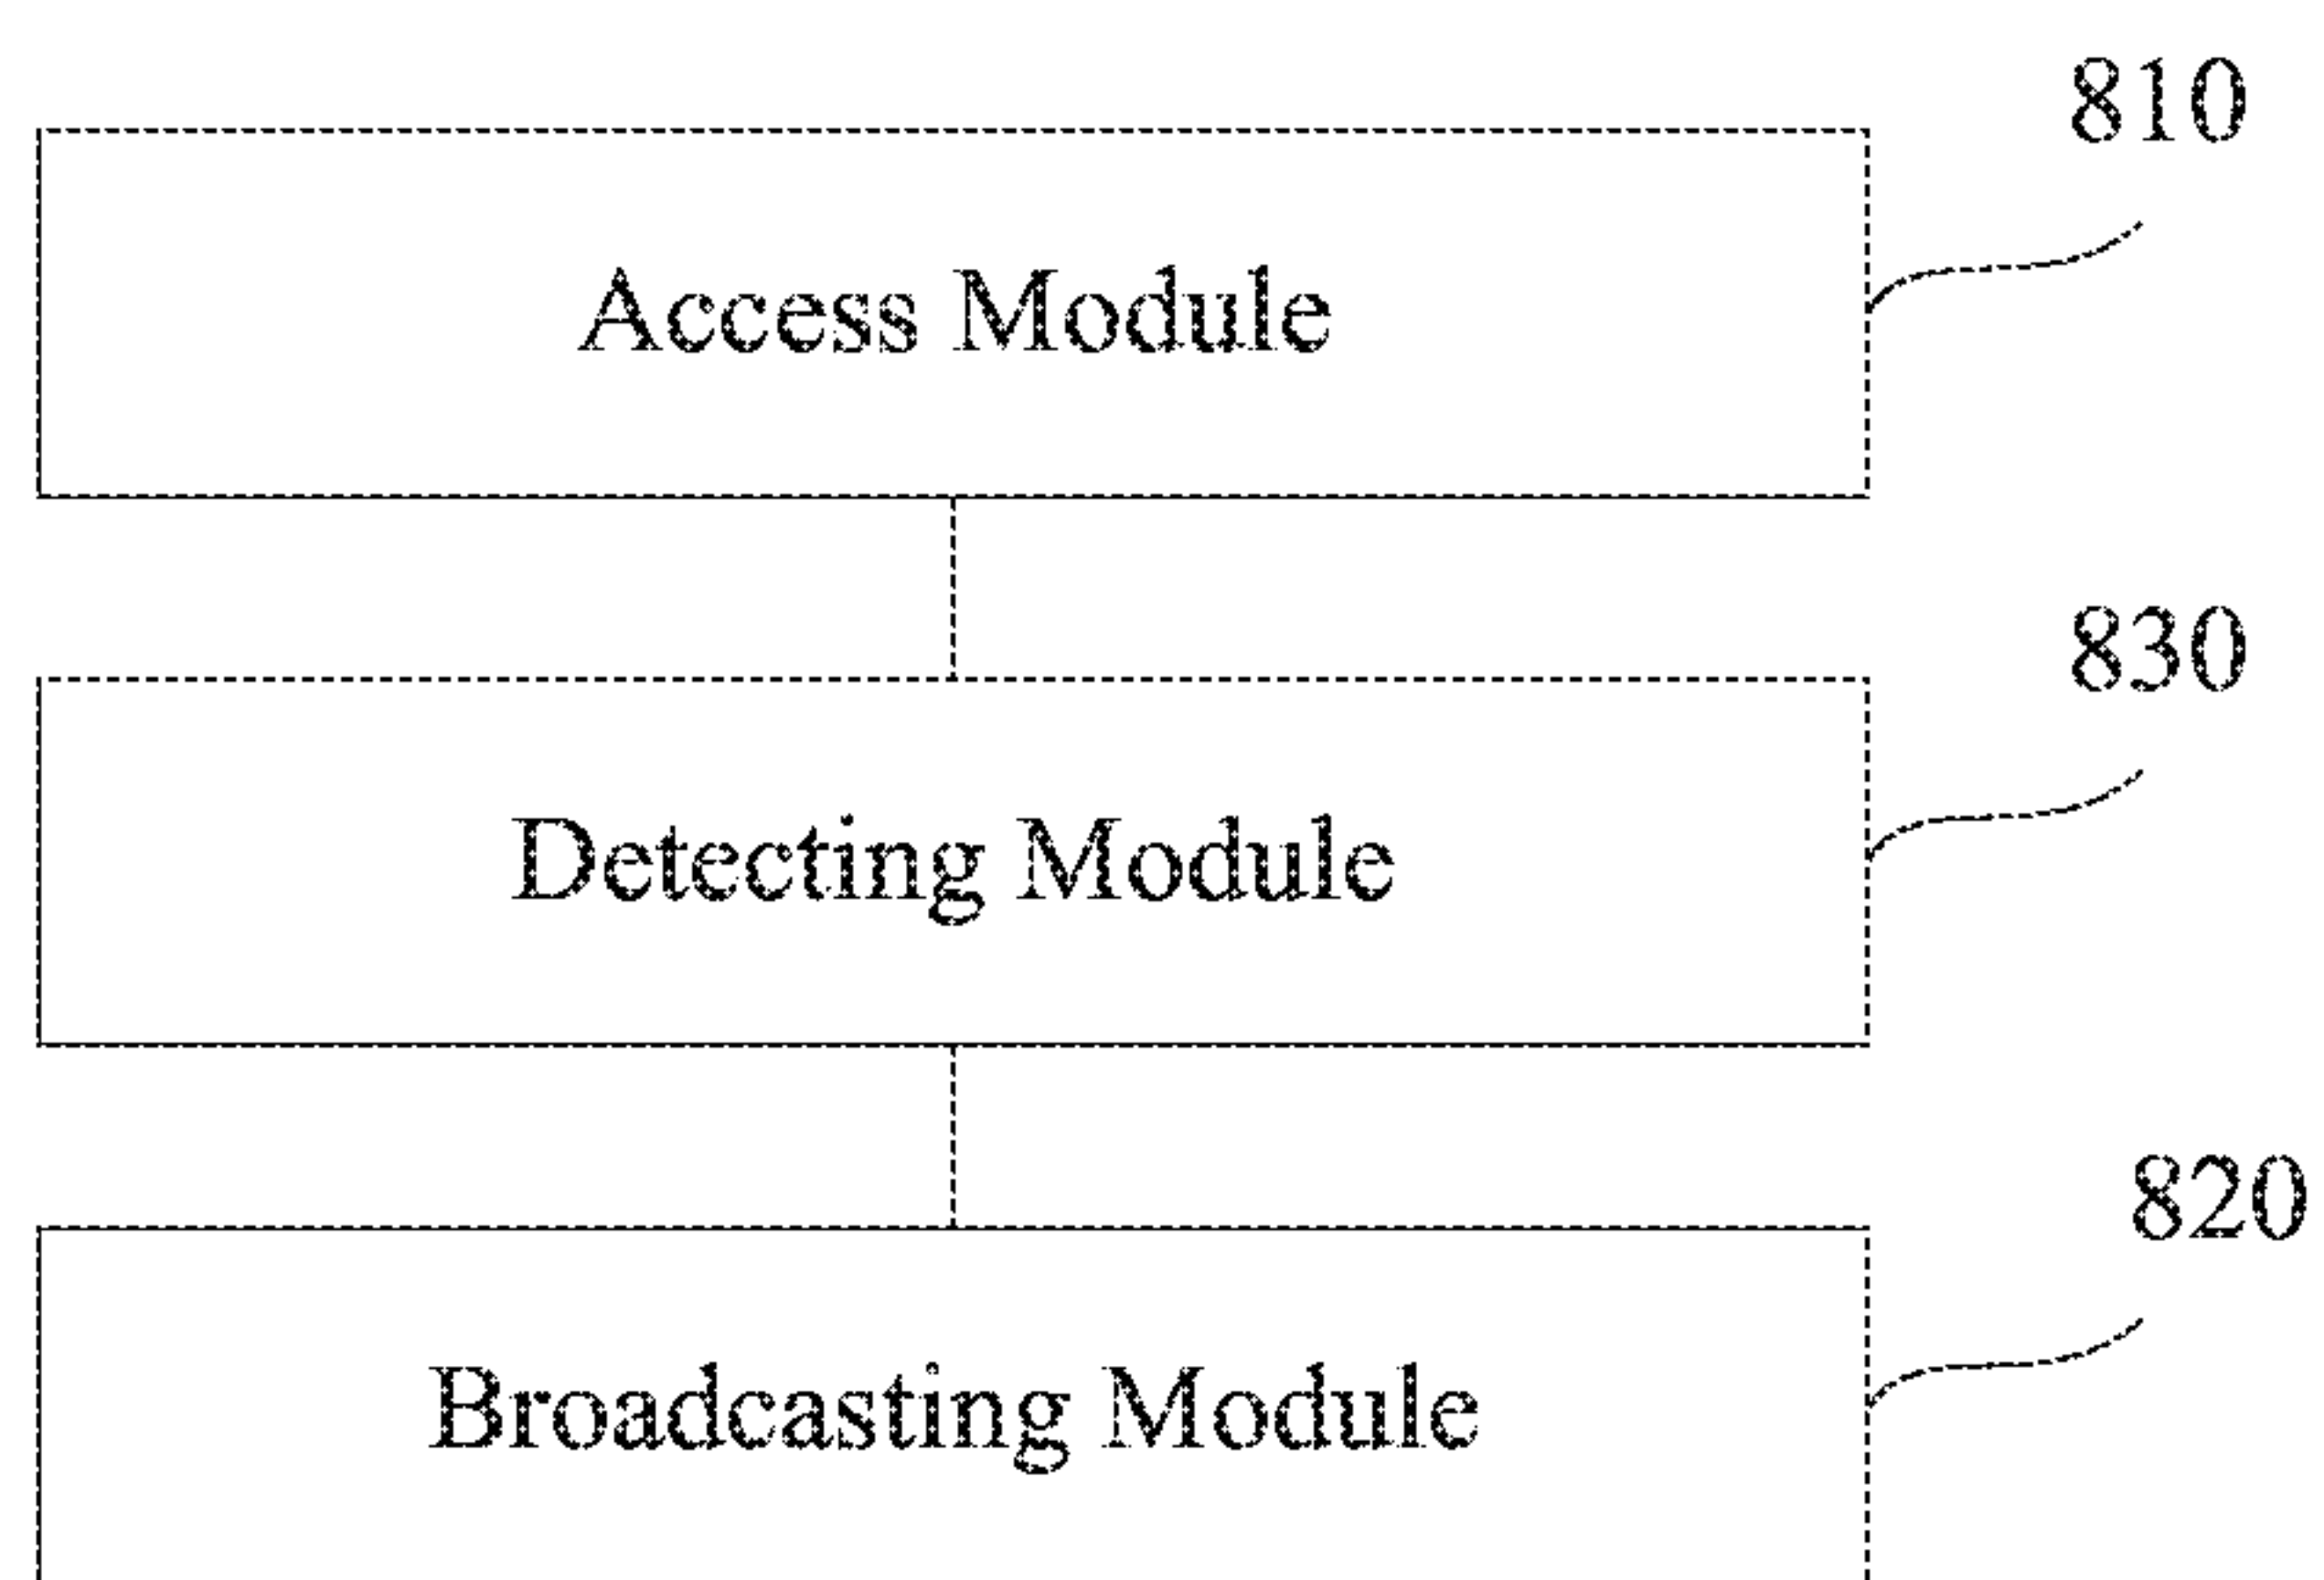 810
Access Module
830
Detecting Module
820
Broadcasting Module